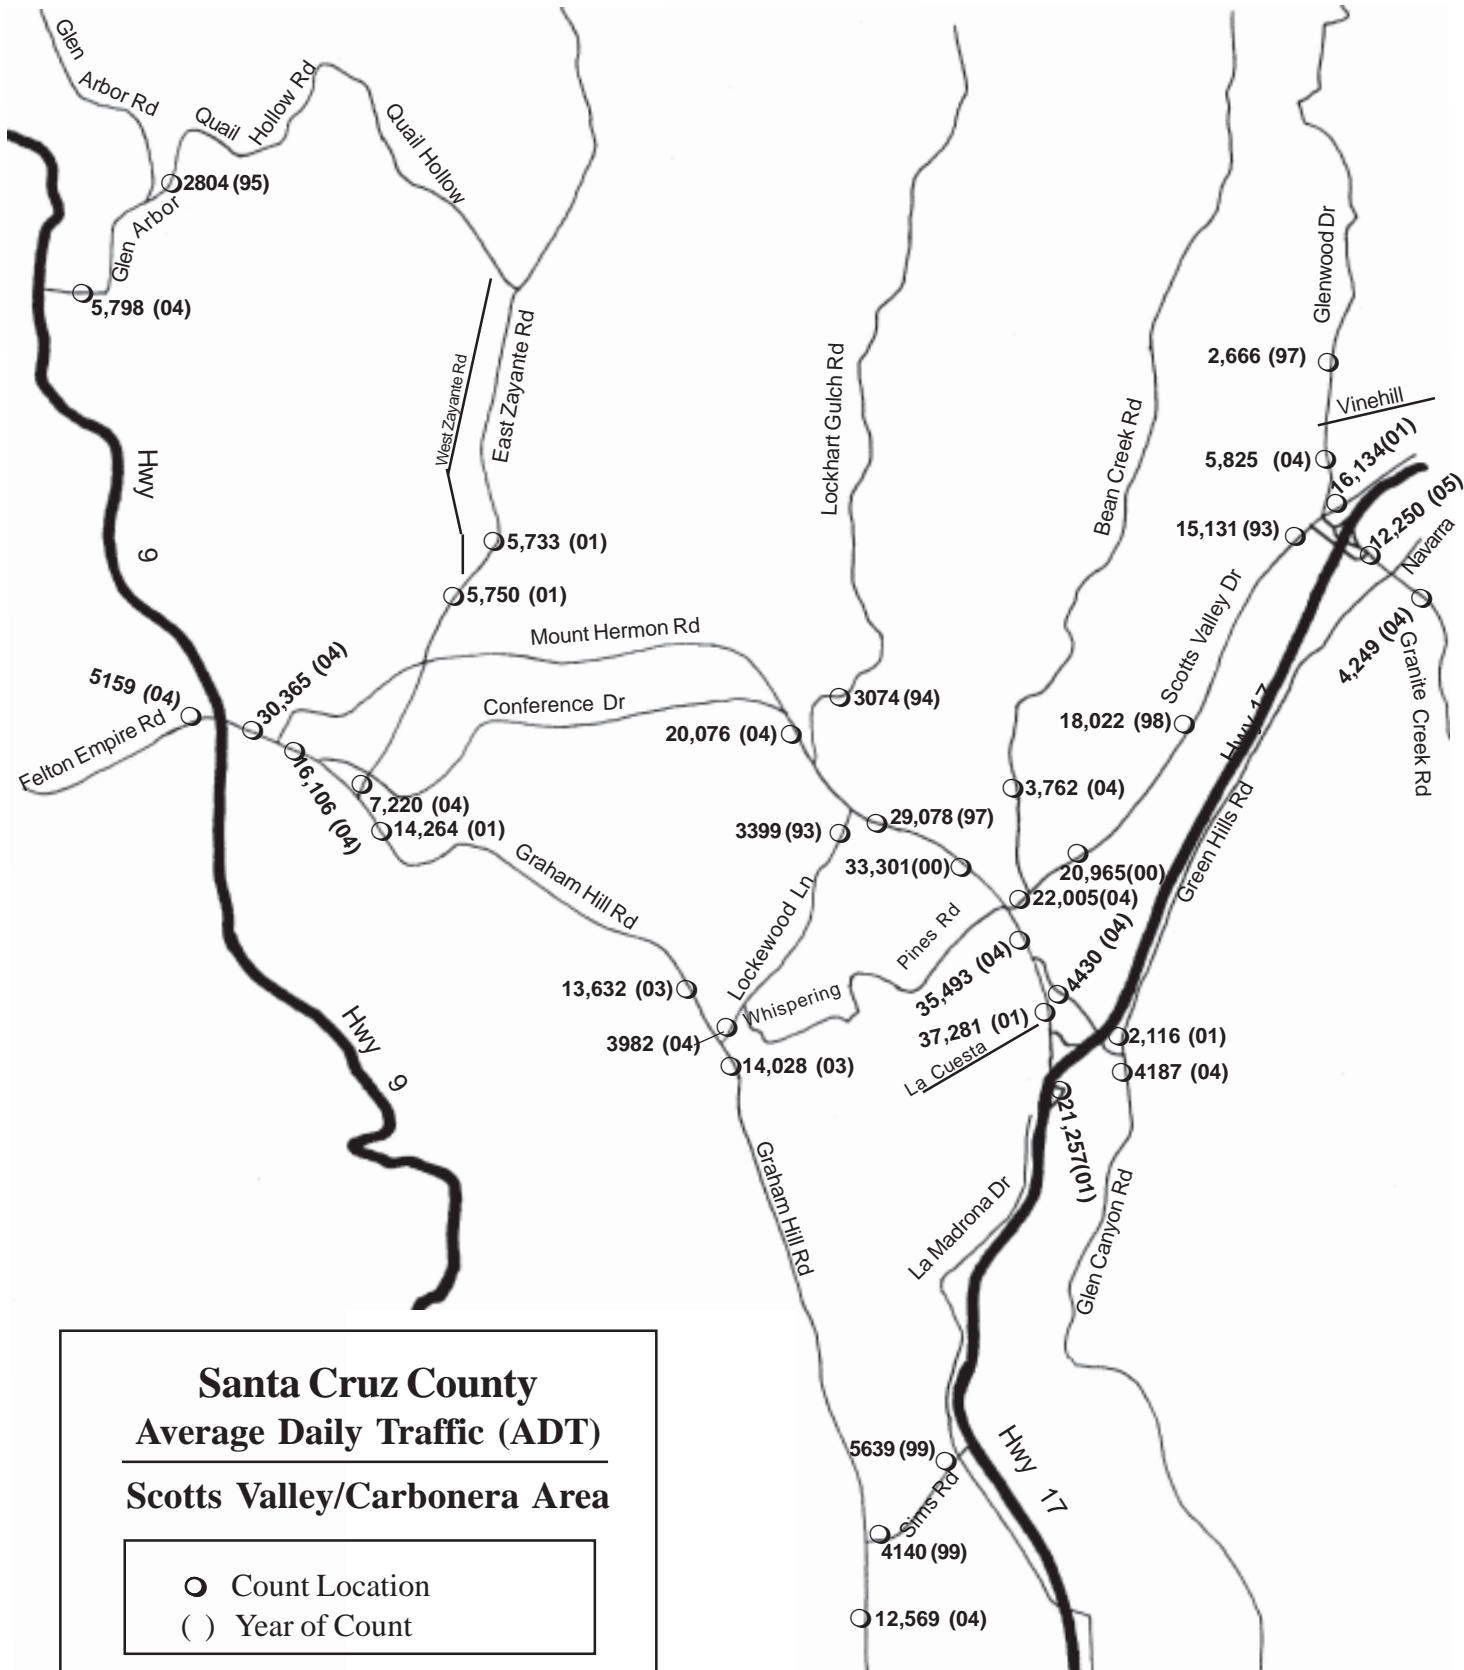 Glen
Arbor Rd
Quail
Hollow Rd
Quail Hollow
2804 (95)
Glen Arbor
5,798 (04)
Glenwood Dr
West Zayante Rd
East Zayante Rd
Lockhart Gulch Rd
Bean Creek Rd
2,666 (97)
Vinehill
5,825 (04)
16,134(01)
Hwy 9
15,131 (93)
12,250 (05)
Navarra
5,733 (01)
5,750 (01)
Scotts Valley Dr
4,249 (04)
Granite Creek Rd
Mount Hermon Rd
5159 (04)
30,365 (04)
Felton Empire Rd
Conference Dr
3074 (94)
20,076 (04)
18,022 (98)
Hwy 17
16,106 (04)
7,220 (04)
14,264 (01)
3,762 (04)
Green Hills Rd
3399 (93)
29,078 (97)
33,301(00)
20,965(00)
22,005(04)
Graham Hill Rd
Lockewood Ln
Pines Rd
35,493 (04)
4430 (04)
13,632 (03)
Whispering
37,281 (01)
La Cuesta
3982 (04)
14,028 (03)
2,116 (01)
4187 (04)
Hwy 9
21,257(01)
Graham Hill Rd
La Madrona Dr
Glen Canyon Rd
5639 (99)
Hwy 17
Sims Rd
4140 (99)
12,569 (04)
Santa Cruz County
Average Daily Traffic (ADT)
Scotts Valley/Carbonera Area
Count Location
( ) Year of Count